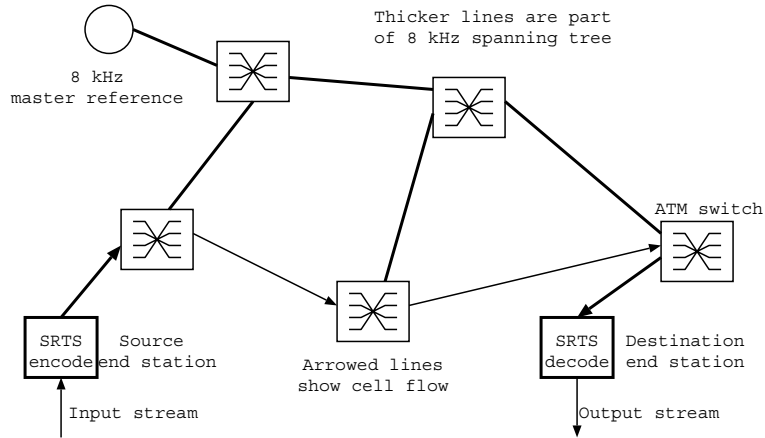 Thicker lines are part
of 8 kHz spanning tree
8 kHz
master reference
ATM switch
SRTS
encode
Source
end station
Arrowed lines
show cell flow
SRTS
decode
Destination
end station
Input stream
Output stream